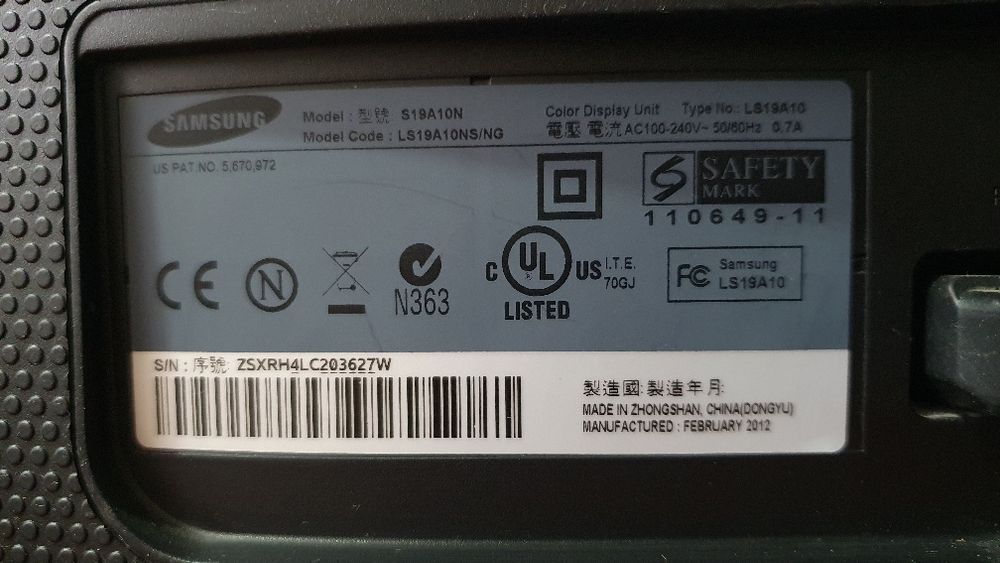 SAMSUNG
Model : 型號 S19A10N
Model Code : LS19A10NS/NG
Color Display Unit Type No.: LS19A10
電壓 電流 AC100-240V~ 50/60Hz 0.7A
US PAT.NO. 5,670,972
S SAFETY
MARK
110649-11
CE
N
N363
C UL® US I.T.E.
70GJ
LISTED
FC Samsung
LS19A10
S/N : 序號: ZSXRH4LC203627W
製造國: 製造年月:
MADE IN ZHONGSHAN, CHINA(DONGYU)
MANUFACTURED : FEBRUARY 2012